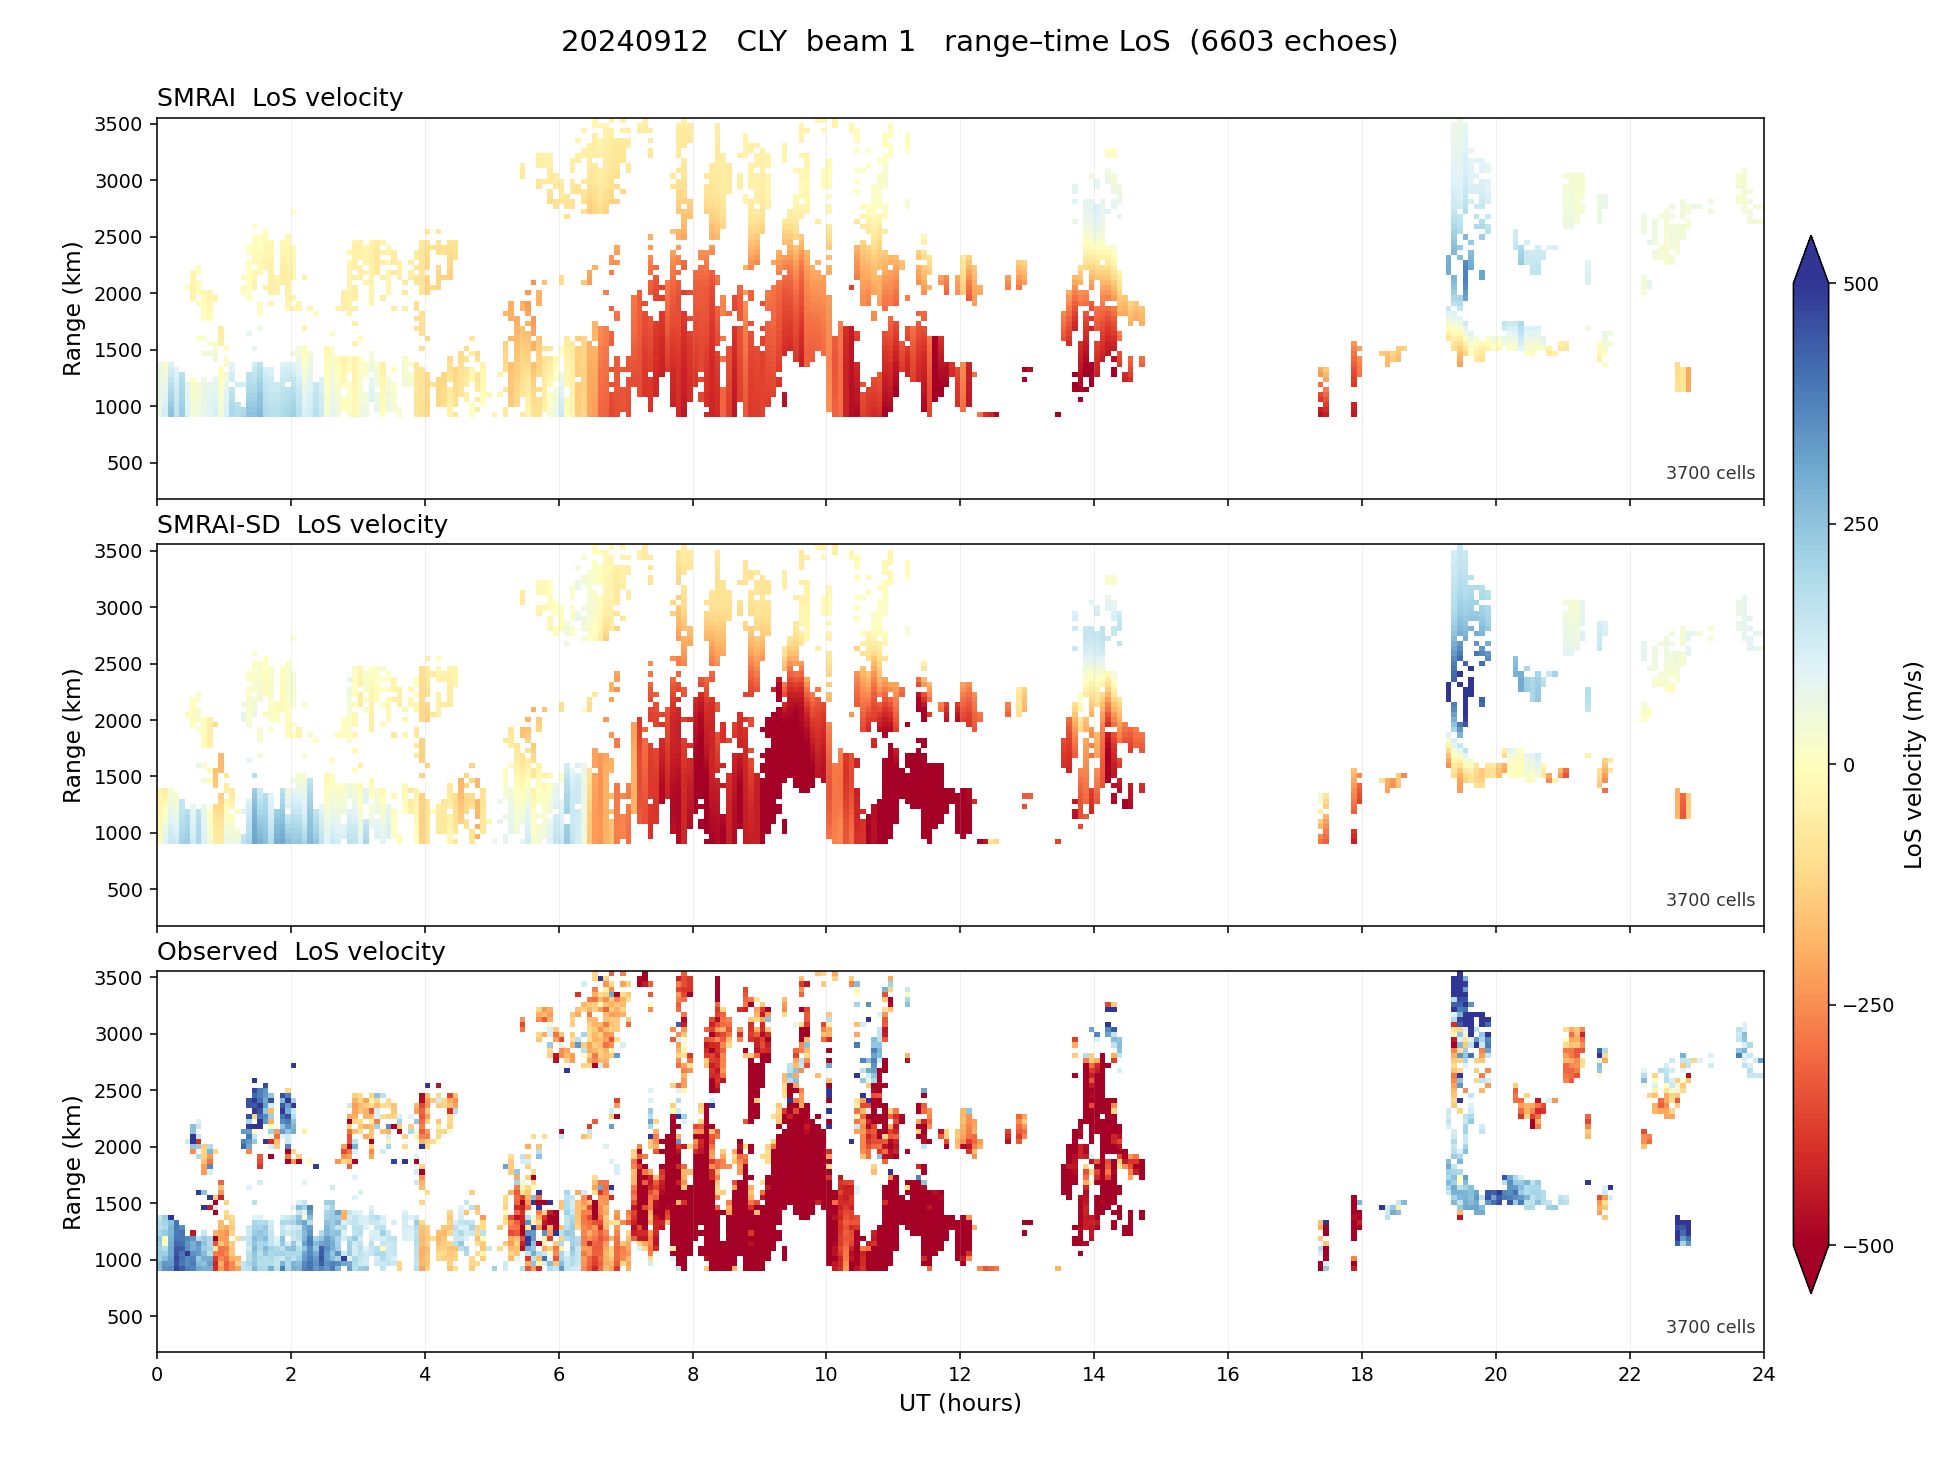 20240912   CLY  beam 1   range–time LoS  (6603 echoes)
SMRAI  LoS velocity
3500
3000
2500
2000
1500
1000
500
Range (km)
3700 cells
SMRAI-SD  LoS velocity
3500
3000
2500
2000
1500
1000
500
Range (km)
3700 cells
Observed  LoS velocity
3500
3000
2500
2000
1500
1000
500
Range (km)
3700 cells
0 2 4 6 8 10 12 14 16 18 20 22 24
UT (hours)
500
250
0
−250
−500
LoS velocity (m/s)